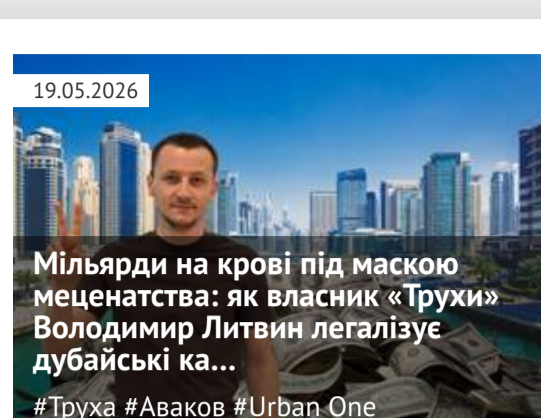 19.05.2026
Мільярди на крові під маскою
меценатства: як власник «Трухи»
Володимир Литвин легалізує
дубайські ка...
#Труха #Аваков #Urban One